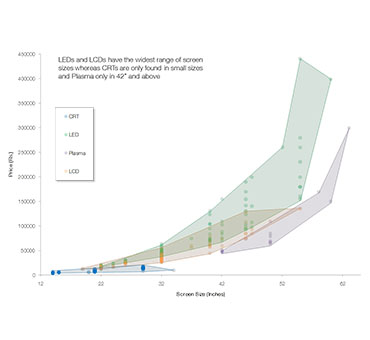 LEDs and LCDs have the widest range of screen
sizes whereas CRTs are only found in small sizes
and Plasma only in 42" and above
450000
400000
350000
300000
250000
200000
150000
100000
50000
0
Price (Rs.)
CRT
LED
Plasma
LCD
12 22 32 42 52 62
Screen Size (Inches)